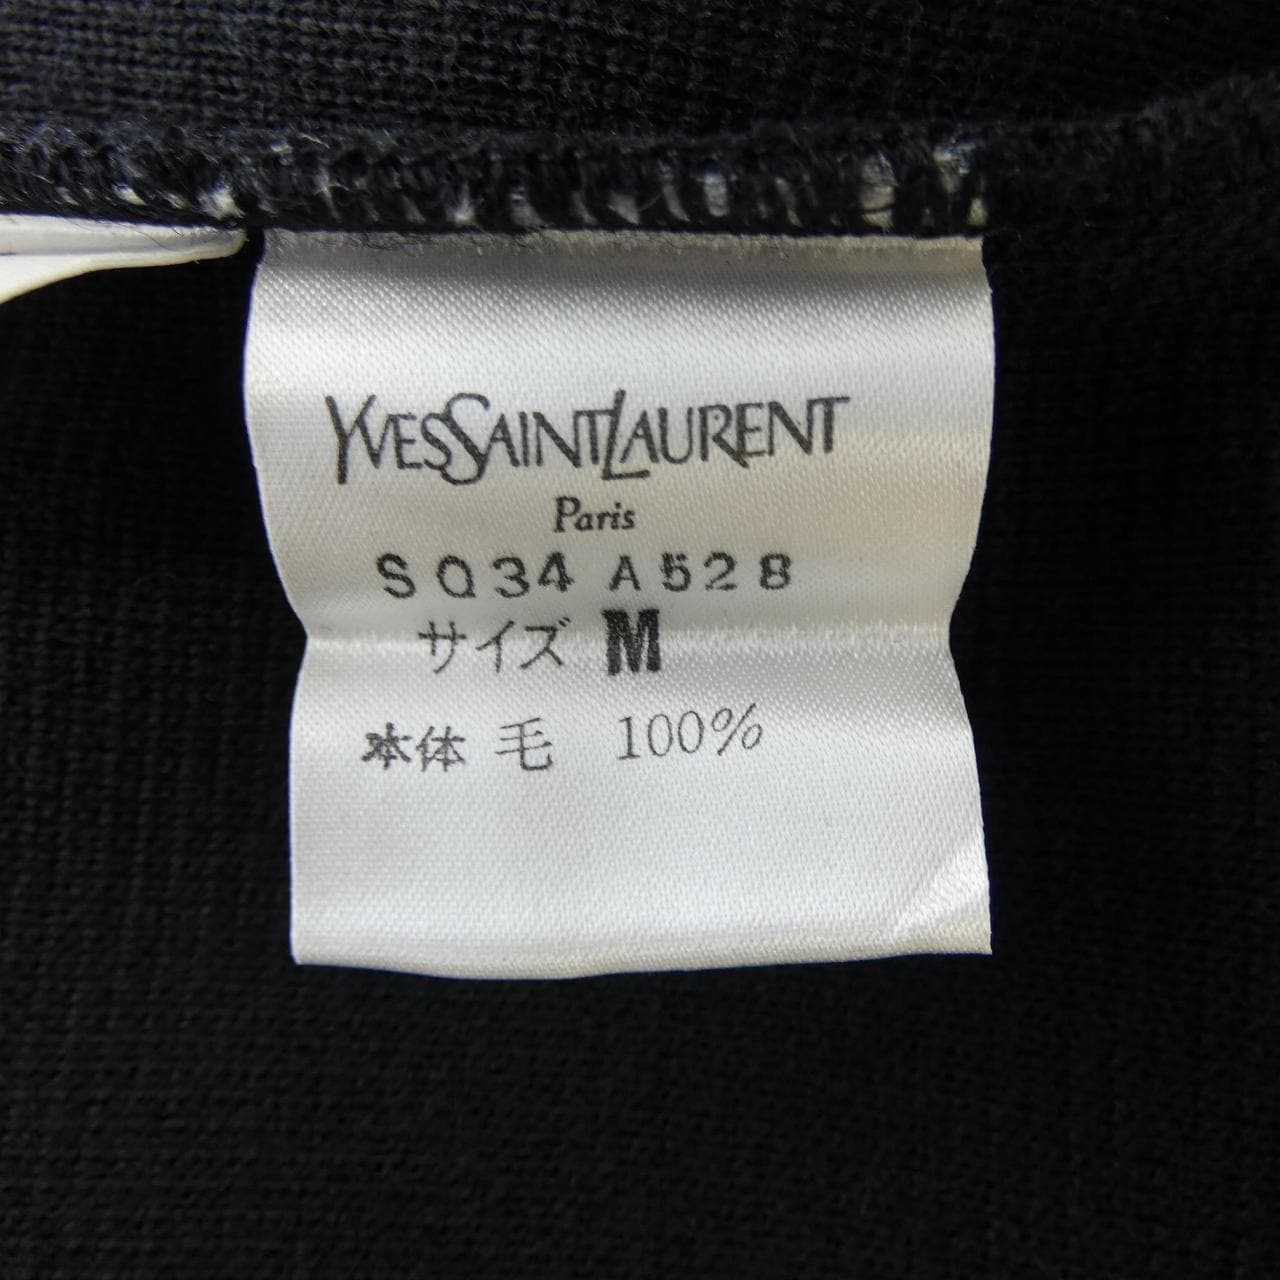 YVESSAINTLAURENT
Paris
SQ34 A528
サイズ M
本体 毛 100%